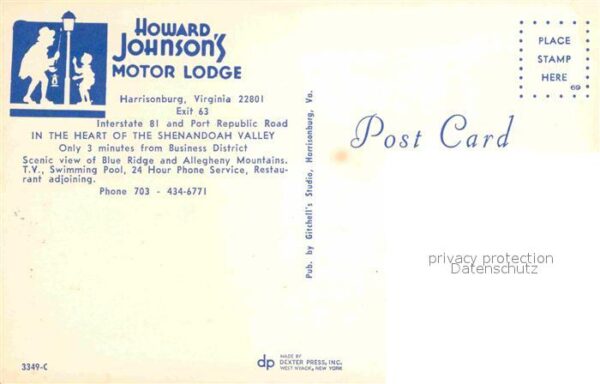 HOWARD
JOHNSON'S
MOTOR LODGE
Harrisonburg, Virginia 22801
Exit 63
Interstate 81 and Port Republic Road
IN THE HEART OF THE SHENANDOAH VALLEY
Only 3 minutes from Business District
Scenic view of Blue Ridge and Allegheny Mountains.
T.V., Swimming Pool, 24 Hour Phone Service, Restau-
rant adjoining.
Phone 703 - 434-6771
3349-C
Pub. by Gitchell's Studio, Harrisonburg, Va.
dp
MADE BY
DEXTER PRESS, INC.
WEST NYACK, NEW YORK
PLACE
STAMP
HERE
69
Post Card
privacy protection
Datenschutz